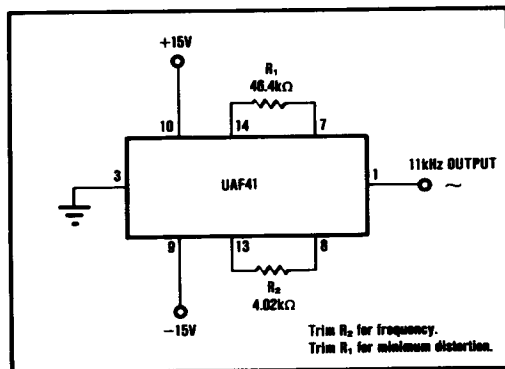 +15V
R₁
46.4kΩ
10
14
7
3
UAF41
1
11kHz OUTPUT
~
9
13
8
R₂
4.02kΩ
−15V
Trim R₂ for frequency.
Trim R₁ for minimum distortion.